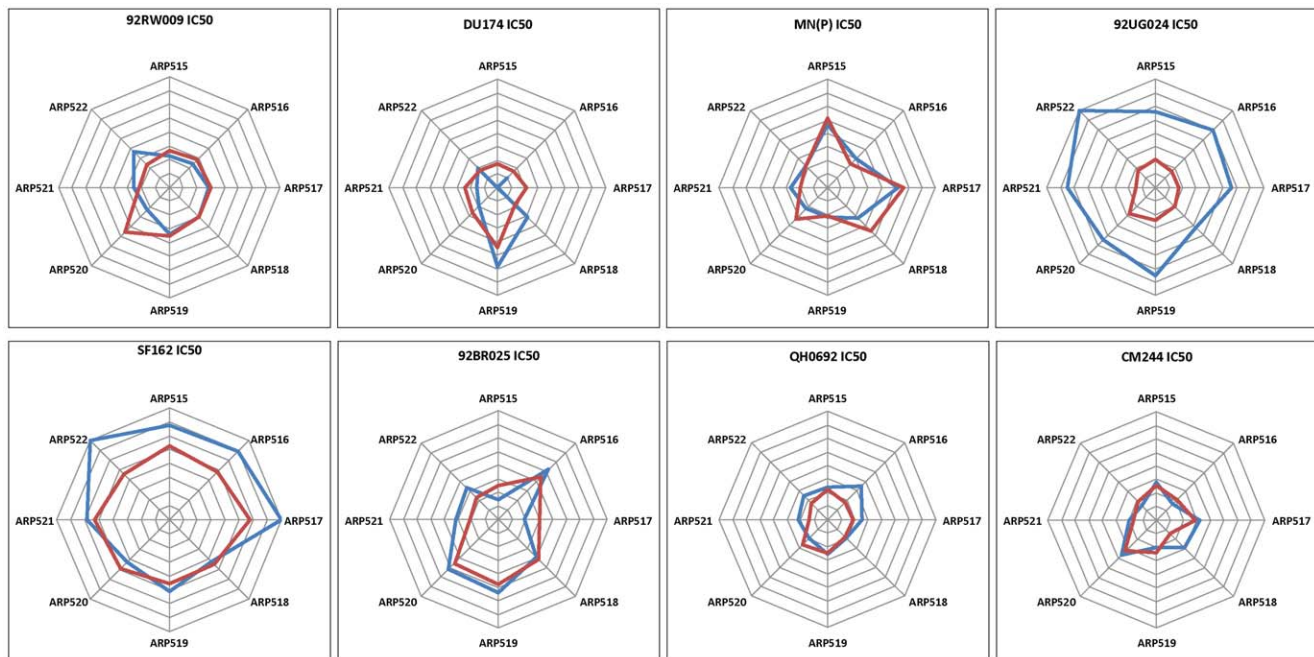 92RW009 IC50
ARP515
ARP522 ARP516
ARP521 ARP517
ARP520 ARP518
ARP519
DU174 IC50
ARP515
ARP522 ARP516
ARP521 ARP517
ARP520 ARP518
ARP519
MN(P) IC50
ARP515
ARP522 ARP516
ARP521 ARP517
ARP520 ARP518
ARP519
92UG024 IC50
ARP515
ARP522 ARP516
ARP521 ARP517
ARP520 ARP518
ARP519
SF162 IC50
ARP515
ARP522 ARP516
ARP521 ARP517
ARP520 ARP518
ARP519
92BR025 IC50
ARP515
ARP522 ARP516
ARP521 ARP517
ARP520 ARP518
ARP519
QH0692 IC50
ARP515
ARP522 ARP516
ARP521 ARP517
ARP520 ARP518
ARP519
CM244 IC50
ARP515
ARP522 ARP516
ARP521 ARP517
ARP520 ARP518
ARP519